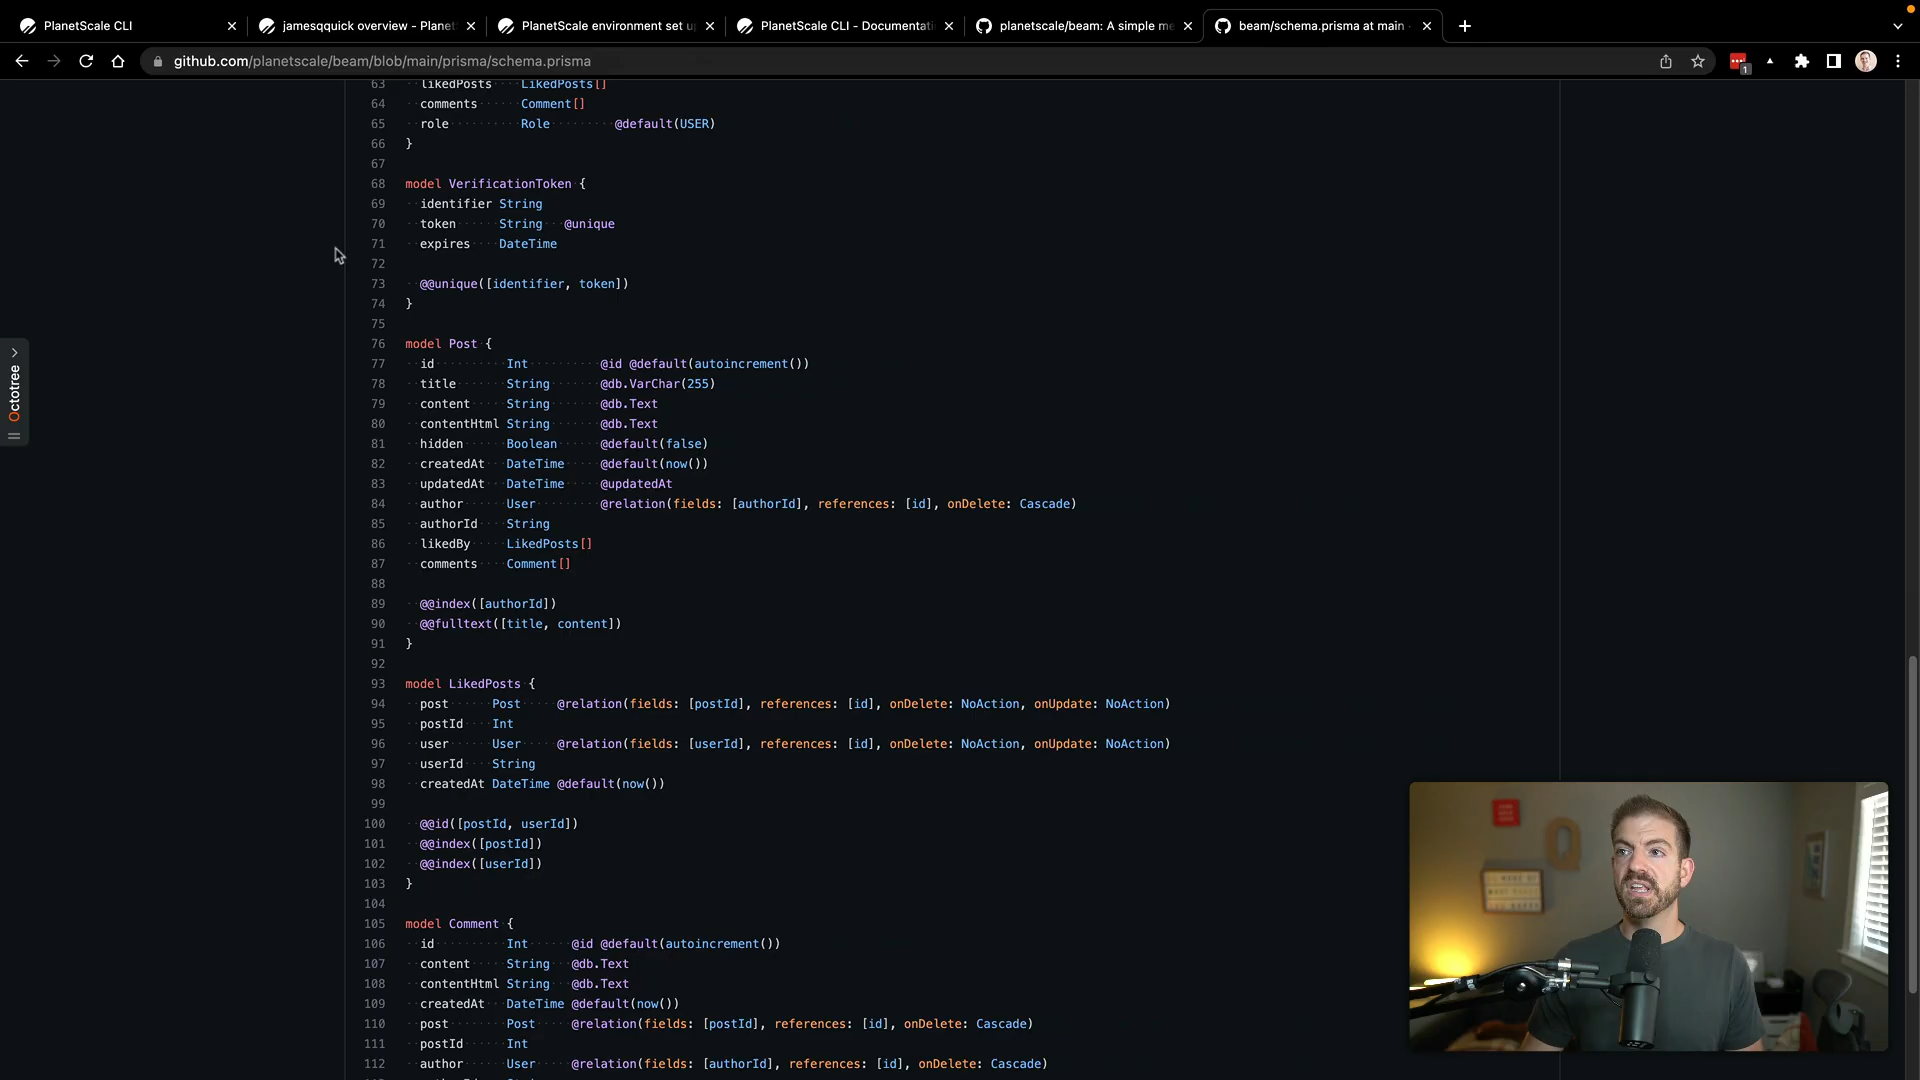 PlanetScale CLI
jamesqquick overview - Planet
PlanetScale environment set u
PlanetScale CLI - Documentati
planetscale/beam: A simple me
beam/schema.prisma at main
github.com/planetscale/beam/blob/main/prisma/schema.prisma
1
63 likedPosts LikedPosts[]
64 comments Comment[]
65 role Role @default(USER)
66 }
67
68 model VerificationToken {
69 identifier String
70 token String @unique
71 expires DateTime
72
73 @@unique([identifier, token])
74 }
75
76 model Post {
77 id Int @id @default(autoincrement())
78 title String @db.VarChar(255)
79 content String @db.Text
80 contentHtml String @db.Text
81 hidden Boolean @default(false)
82 createdAt DateTime @default(now())
83 updatedAt DateTime @updatedAt
84 author User @relation(fields: [authorId], references: [id], onDelete: Cascade)
85 authorId String
86 likedBy LikedPosts[]
87 comments Comment[]
88
89 @@index([authorId])
90 @@fulltext([title, content])
91 }
92
93 model LikedPosts {
94 post Post @relation(fields: [postId], references: [id], onDelete: NoAction, onUpdate: NoAction)
95 postId Int
96 user User @relation(fields: [userId], references: [id], onDelete: NoAction, onUpdate: NoAction)
97 userId String
98 createdAt DateTime @default(now())
99
100 @@id([postId, userId])
101 @@index([postId])
102 @@index([userId])
103 }
104
105 model Comment {
106 id Int @id @default(autoincrement())
107 content String @db.Text
108 contentHtml String @db.Text
109 createdAt DateTime @default(now())
110 post Post @relation(fields: [postId], references: [id], onDelete: Cascade)
111 postId Int
112 author User @relation(fields: [authorId], references: [id], onDelete: Cascade)
Octotree